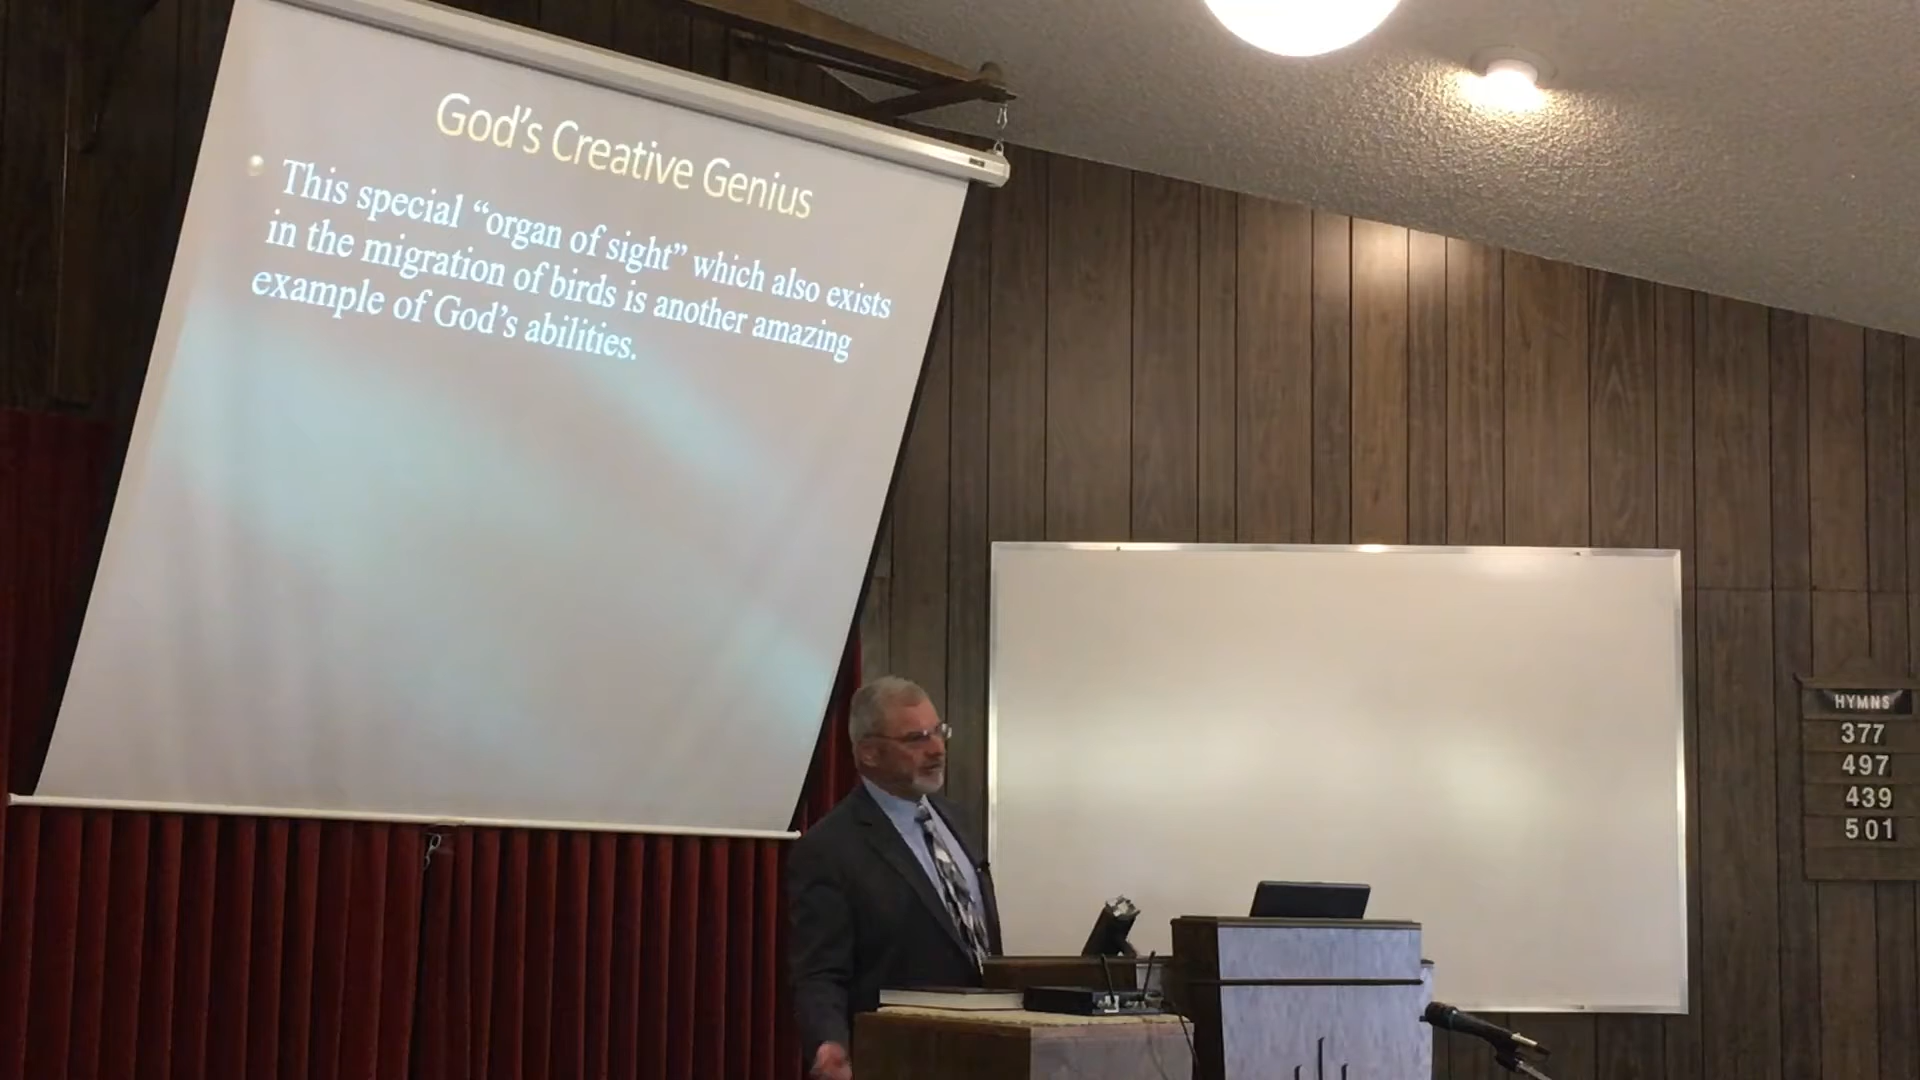 God's Creative Genius
This special “organ of sight” which also exists
in the migration of birds is another amazing
example of God's abilities.
HYMNS
377
497
439
501